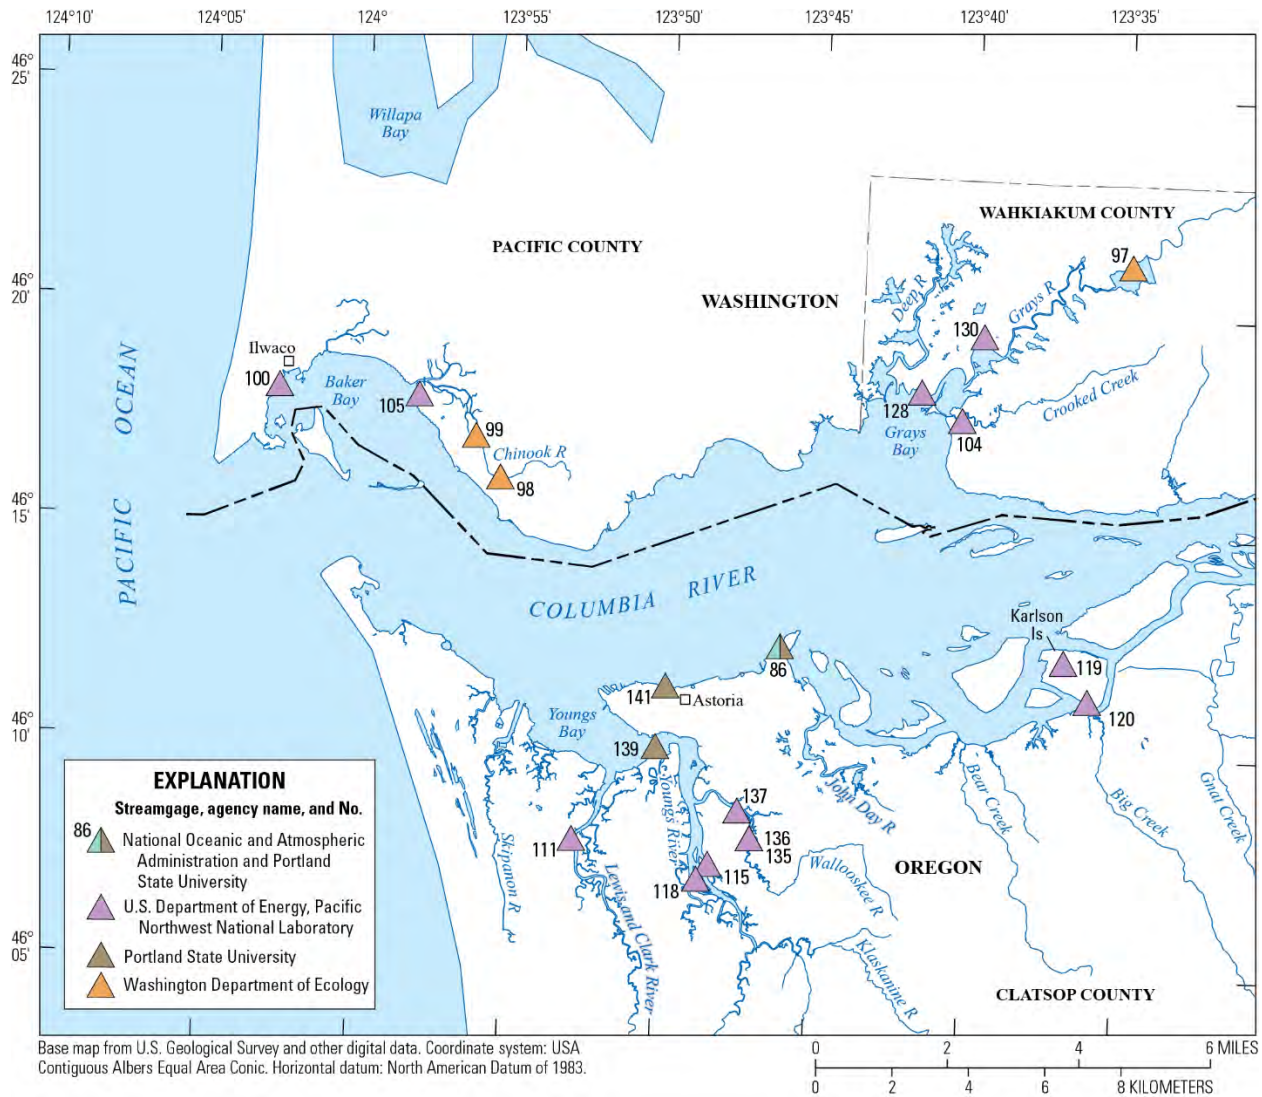 124°10' 124°05' 124° 123°55' 123°50' 123°45' 123°40' 123°35'
46°
25'
Willapa
Bay
WAHKIAKUM COUNTY
PACIFIC COUNTY
97
46°
20'
Deep R
Grays R
WASHINGTON
130
Ilwaco
100
Baker
Bay
105
Crooked Creek
128
104
Grays
Bay
99
Chinook R
98
46°
15'
PACIFIC OCEAN
COLUMBIA RIVER
Karlson
Is
119
86
141
Astoria
120
46°
10'
Youngs
Bay
139
Youngs River
John Day R
Bear Creek
Big Creek
Gnat Creek
137
136
135
111
Skipanon R
Lewis and Clark River
115
118
Wallooskee R
OREGON
Klaskanine R
46°
05'
CLATSOP COUNTY
EXPLANATION
Streamgage, agency name, and No.
86
National Oceanic and Atmospheric
Administration and Portland
State University
U.S. Department of Energy, Pacific
Northwest National Laboratory
Portland State University
Washington Department of Ecology
Base map from U.S. Geological Survey and other digital data. Coordinate system: USA
Contiguous Albers Equal Area Conic. Horizontal datum: North American Datum of 1983.
0 2 4 6 MILES
0 2 4 6 8 KILOMETERS